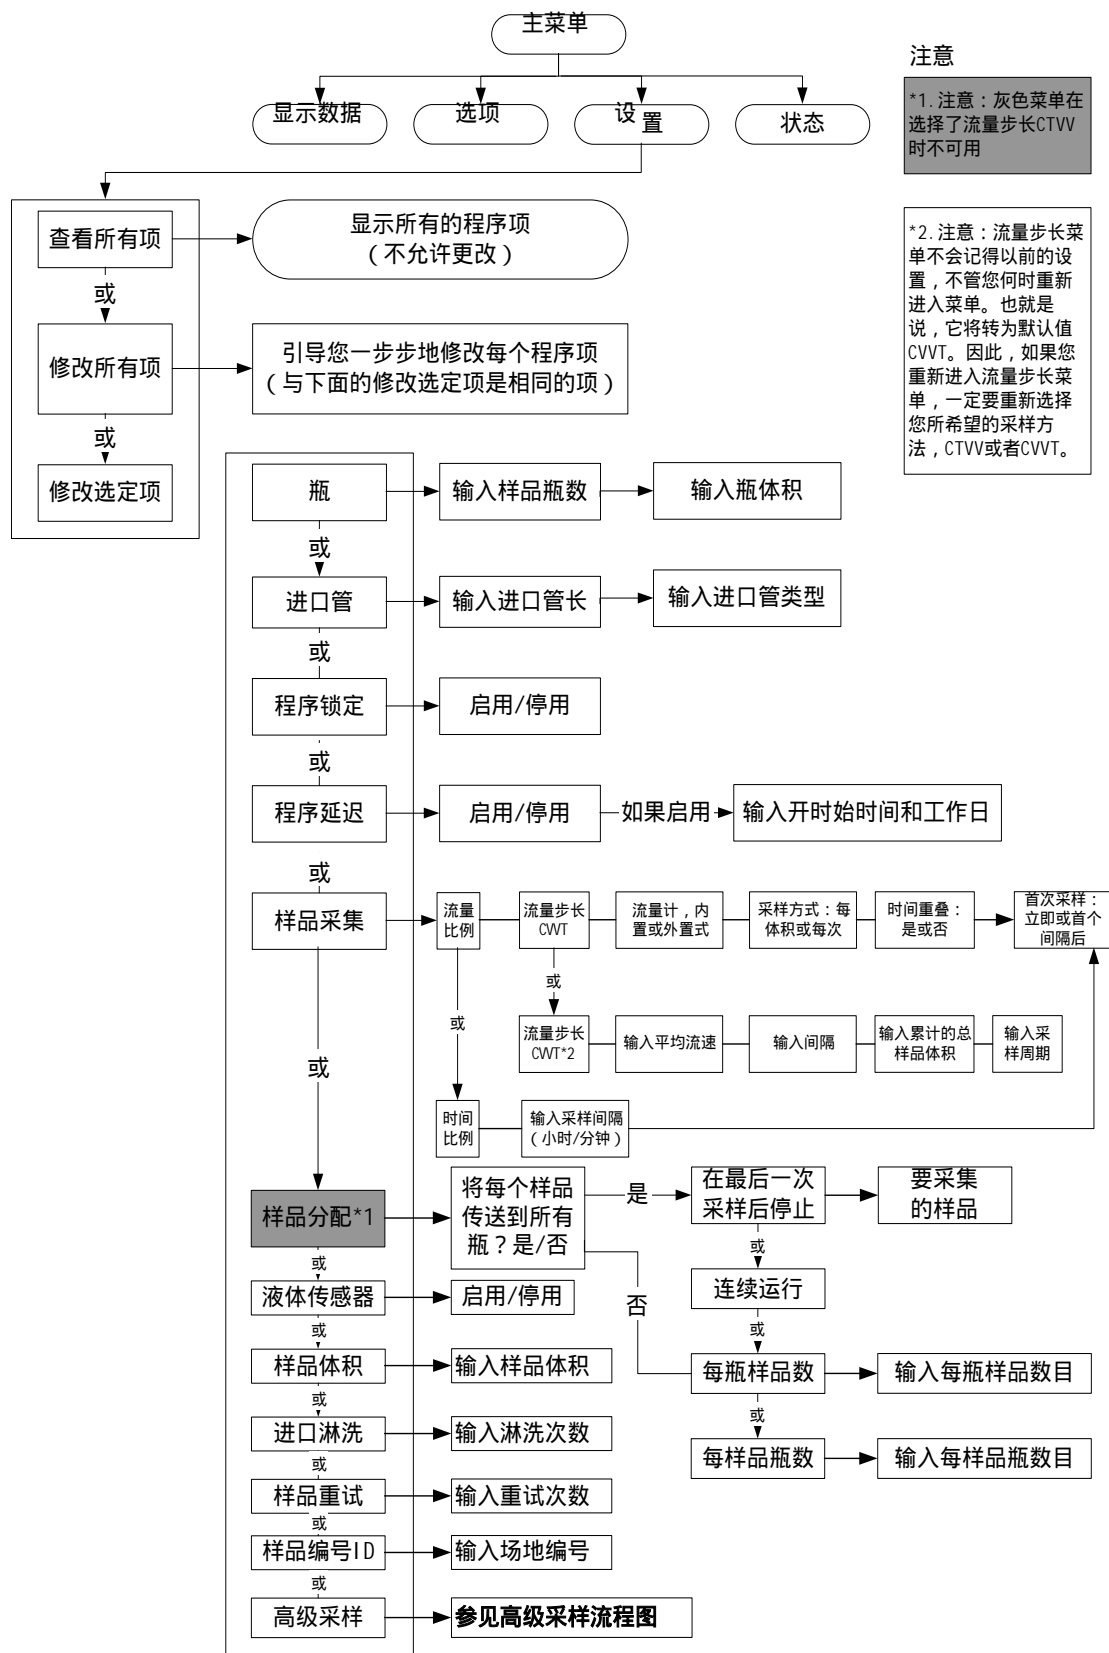 主菜单
显示数据
选项
设置
状态
注意
*1.注意：灰色菜单在
选择了流量步长CTVV
时不可用
*2.注意：流量步长菜
单不会记得以前的设
置，不管您何时重新
进入菜单。也就是
说，它将转为默认值
CVVT。因此，如果您
重新进入流量步长菜
单，一定要重新选择
您所希望的采样方
法，CTVV或者CVVT。
查看所有项
显示所有的程序项
（不允许更改）
或
修改所有项
引导您一步步地修改每个程序项
（与下面的修改选定项是相同的项）
或
修改选定项
瓶
输入样品瓶数
输入瓶体积
或
进口管
输入进口管长
输入进口管类型
或
程序锁定
启用/停用
或
程序延迟
启用/停用
如果启用
输入开时始时间和工作日
或
样品采集
流量
比例
流量步长
CVVT
流量计，内
置或外置式
采样方式：每
体积或每次
时间重叠：
是或否
首次采样：
立即或首个
间隔后
或
或
流量步长
CVVT*2
输入平均流速
输入间隔
输入累计的总
样品体积
输入采
样周期
或
时间
比例
输入采样间隔
（小时/分钟）
样品分配*1
将每个样品
传送到所有
瓶？是/否
是
在最后一次
采样后停止
要采集
的样品
或
或
液体传感器
启用/停用
否
连续运行
或
或
样品体积
输入样品体积
每瓶样品数
输入每瓶样品数目
或
或
进口淋洗
输入淋洗次数
每样品瓶数
输入每样品瓶数目
或
样品重试
输入重试次数
或
样品编号ID
输入场地编号
或
高级采样
参见高级采样流程图